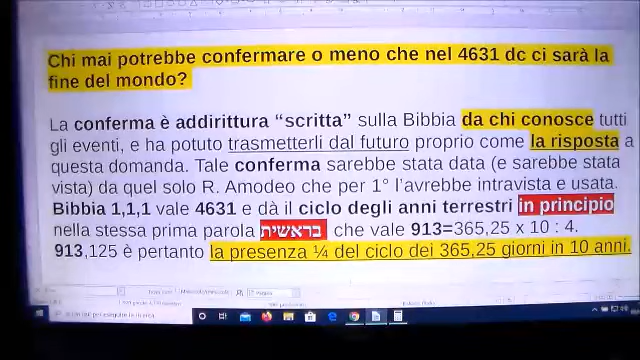 Chi mai potrebbe confermare o meno che nel 4631 dc ci sarà la
fine del mondo?
La conferma è addirittura “scritta” sulla Bibbia da chi conosce tutti
gli eventi, e ha potuto trasmetterli dal futuro proprio come la risposta a
questa domanda. Tale conferma sarebbe stata data (e sarebbe stata
vista) da quel solo R. Amodeo che per 1° l’avrebbe intravista e usata.
Bibbia 1,1,1 vale 4631 e dà il ciclo degli anni terrestri in principio
nella stessa prima parola בראשית che vale 913=365,25 x 10 : 4.
913,125 è pertanto la presenza ¼ del ciclo dei 365,25 giorni in 10 anni.